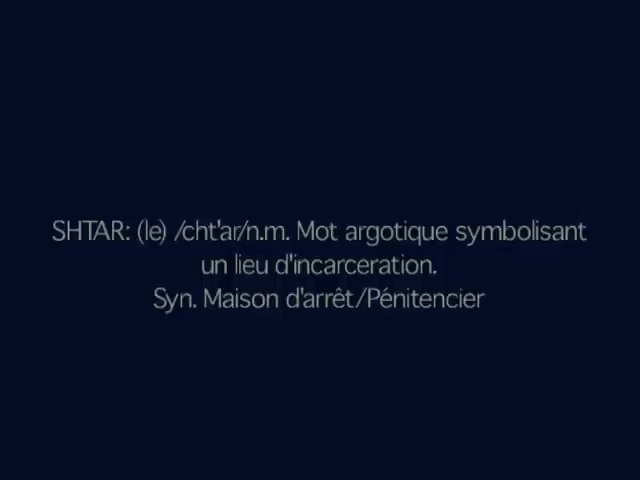 SHTAR: (le) /cht'ar/n.m. Mot argotique symbolisant
un lieu d'incarceration.
Syn. Maison d'arrêt/Pénitencier